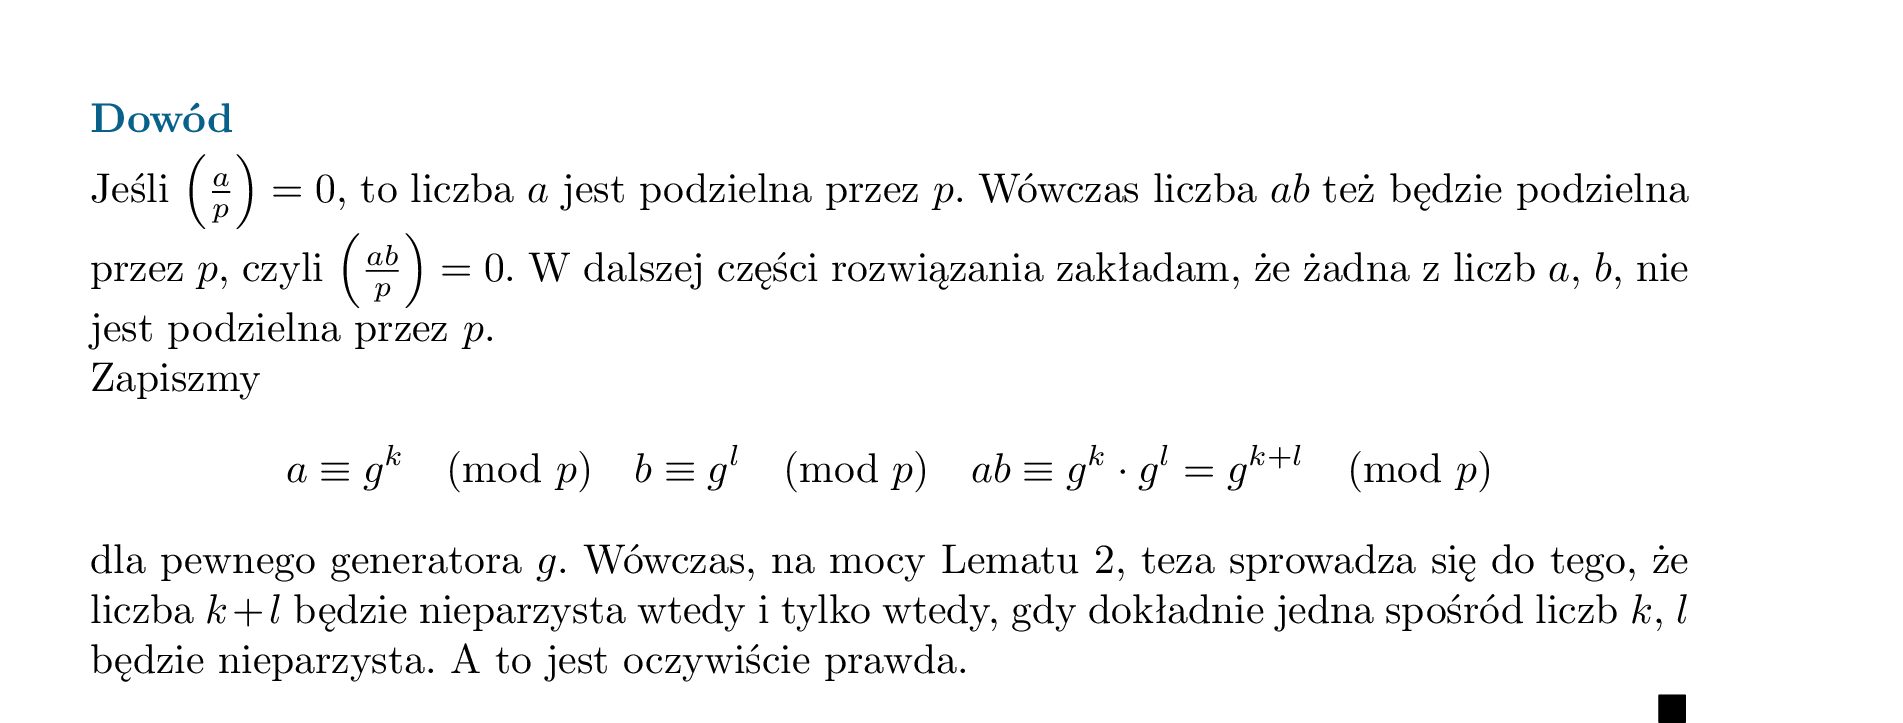 Dowód
Jeśli $\left(\frac{a}{p}\right) = 0$, to liczba $a$ jest podzielna przez $p$. Wówczas liczba $ab$ też będzie podzielna
przez $p$, czyli $\left(\frac{ab}{p}\right) = 0$. W dalszej części rozwiązania zakładam, że żadna z liczb $a$, $b$, nie
jest podzielna przez $p$.
Zapiszmy
$a \equiv g^k \pmod{p} \quad b \equiv g^l \pmod{p} \quad ab \equiv g^k \cdot g^l = g^{k+l} \pmod{p}$
dla pewnego generatora $g$. Wówczas, na mocy Lematu 2, teza sprowadza się do tego, że
liczba $k+l$ będzie nieparzysta wtedy i tylko wtedy, gdy dokładnie jedna spośród liczb $k$, $l$
będzie nieparzysta. A to jest oczywiście prawda.
■